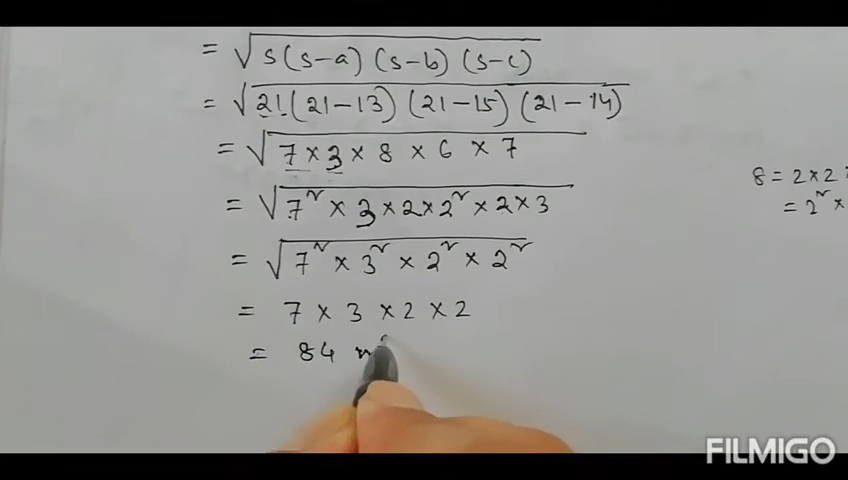 = √s(s-a) (s-b) (s-c)
= √21(21-13) (21-15) (21-14)
= √7×3×8×6×7
= √7²×3×2×2²×2×3
= √7²×3²×2²×2²
= 7×3×2×2
= 84
8 = 2×2
= 2²×
FILMIGO